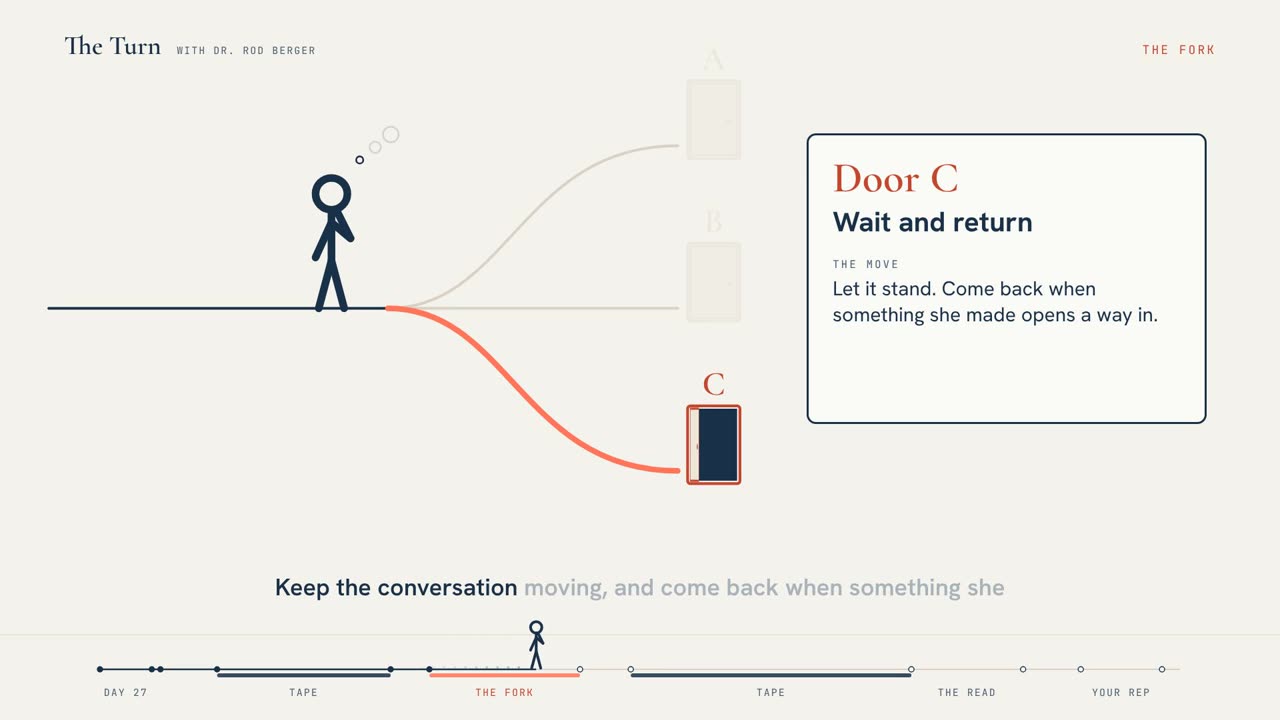 The Turn WITH DR. ROD BERGER
THE FORK
A
B
C
Door C
Wait and return
THE MOVE
Let it stand. Come back when
something she made opens a way in.
Keep the conversation moving, and come back when something she
DAY 27
TAPE
THE FORK
TAPE
THE READ
YOUR REP